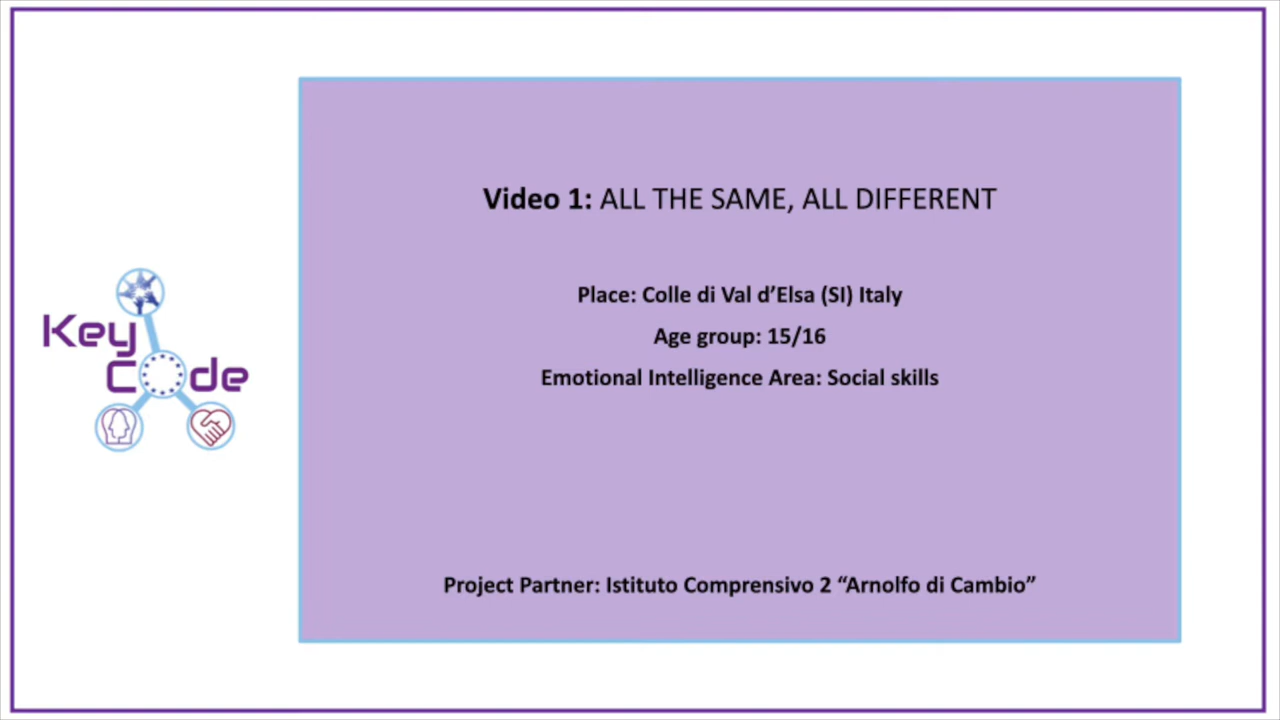 Video 1: ALL THE SAME, ALL DIFFERENT
Place: Colle di Val d’Elsa (SI) Italy
Age group: 15/16
Emotional Intelligence Area: Social skills
Key
Code
Project Partner: Istituto Comprensivo 2 “Arnolfo di Cambio”